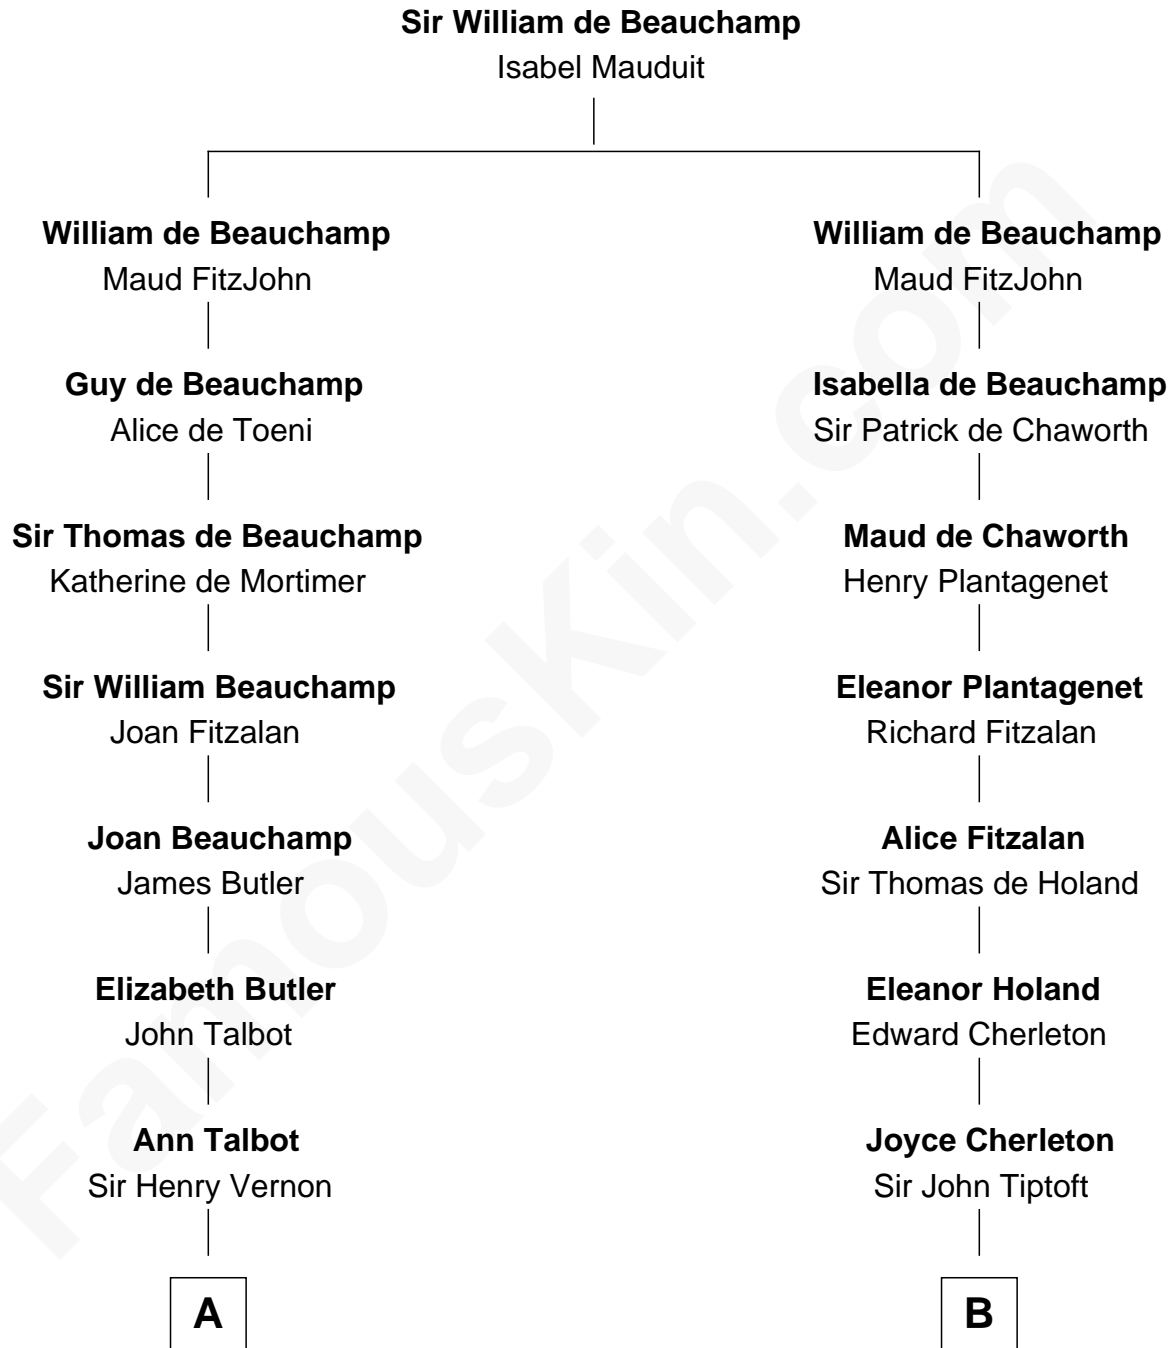 Sir William de Beauchamp
Isabel Mauduit
William de Beauchamp
Maud FitzJohn
Guy de Beauchamp
Alice de Toeni
Sir Thomas de Beauchamp
Katherine de Mortimer
Sir William Beauchamp
Joan Fitzalan
Joan Beauchamp
James Butler
Elizabeth Butler
John Talbot
Ann Talbot
Sir Henry Vernon
A
William de Beauchamp
Maud FitzJohn
Isabella de Beauchamp
Sir Patrick de Chaworth
Maud de Chaworth
Henry Plantagenet
Eleanor Plantagenet
Richard Fitzalan
Alice Fitzalan
Sir Thomas de Holand
Eleanor Holand
Edward Cherleton
Joyce Cherleton
Sir John Tiptoft
B
FamousKin.com